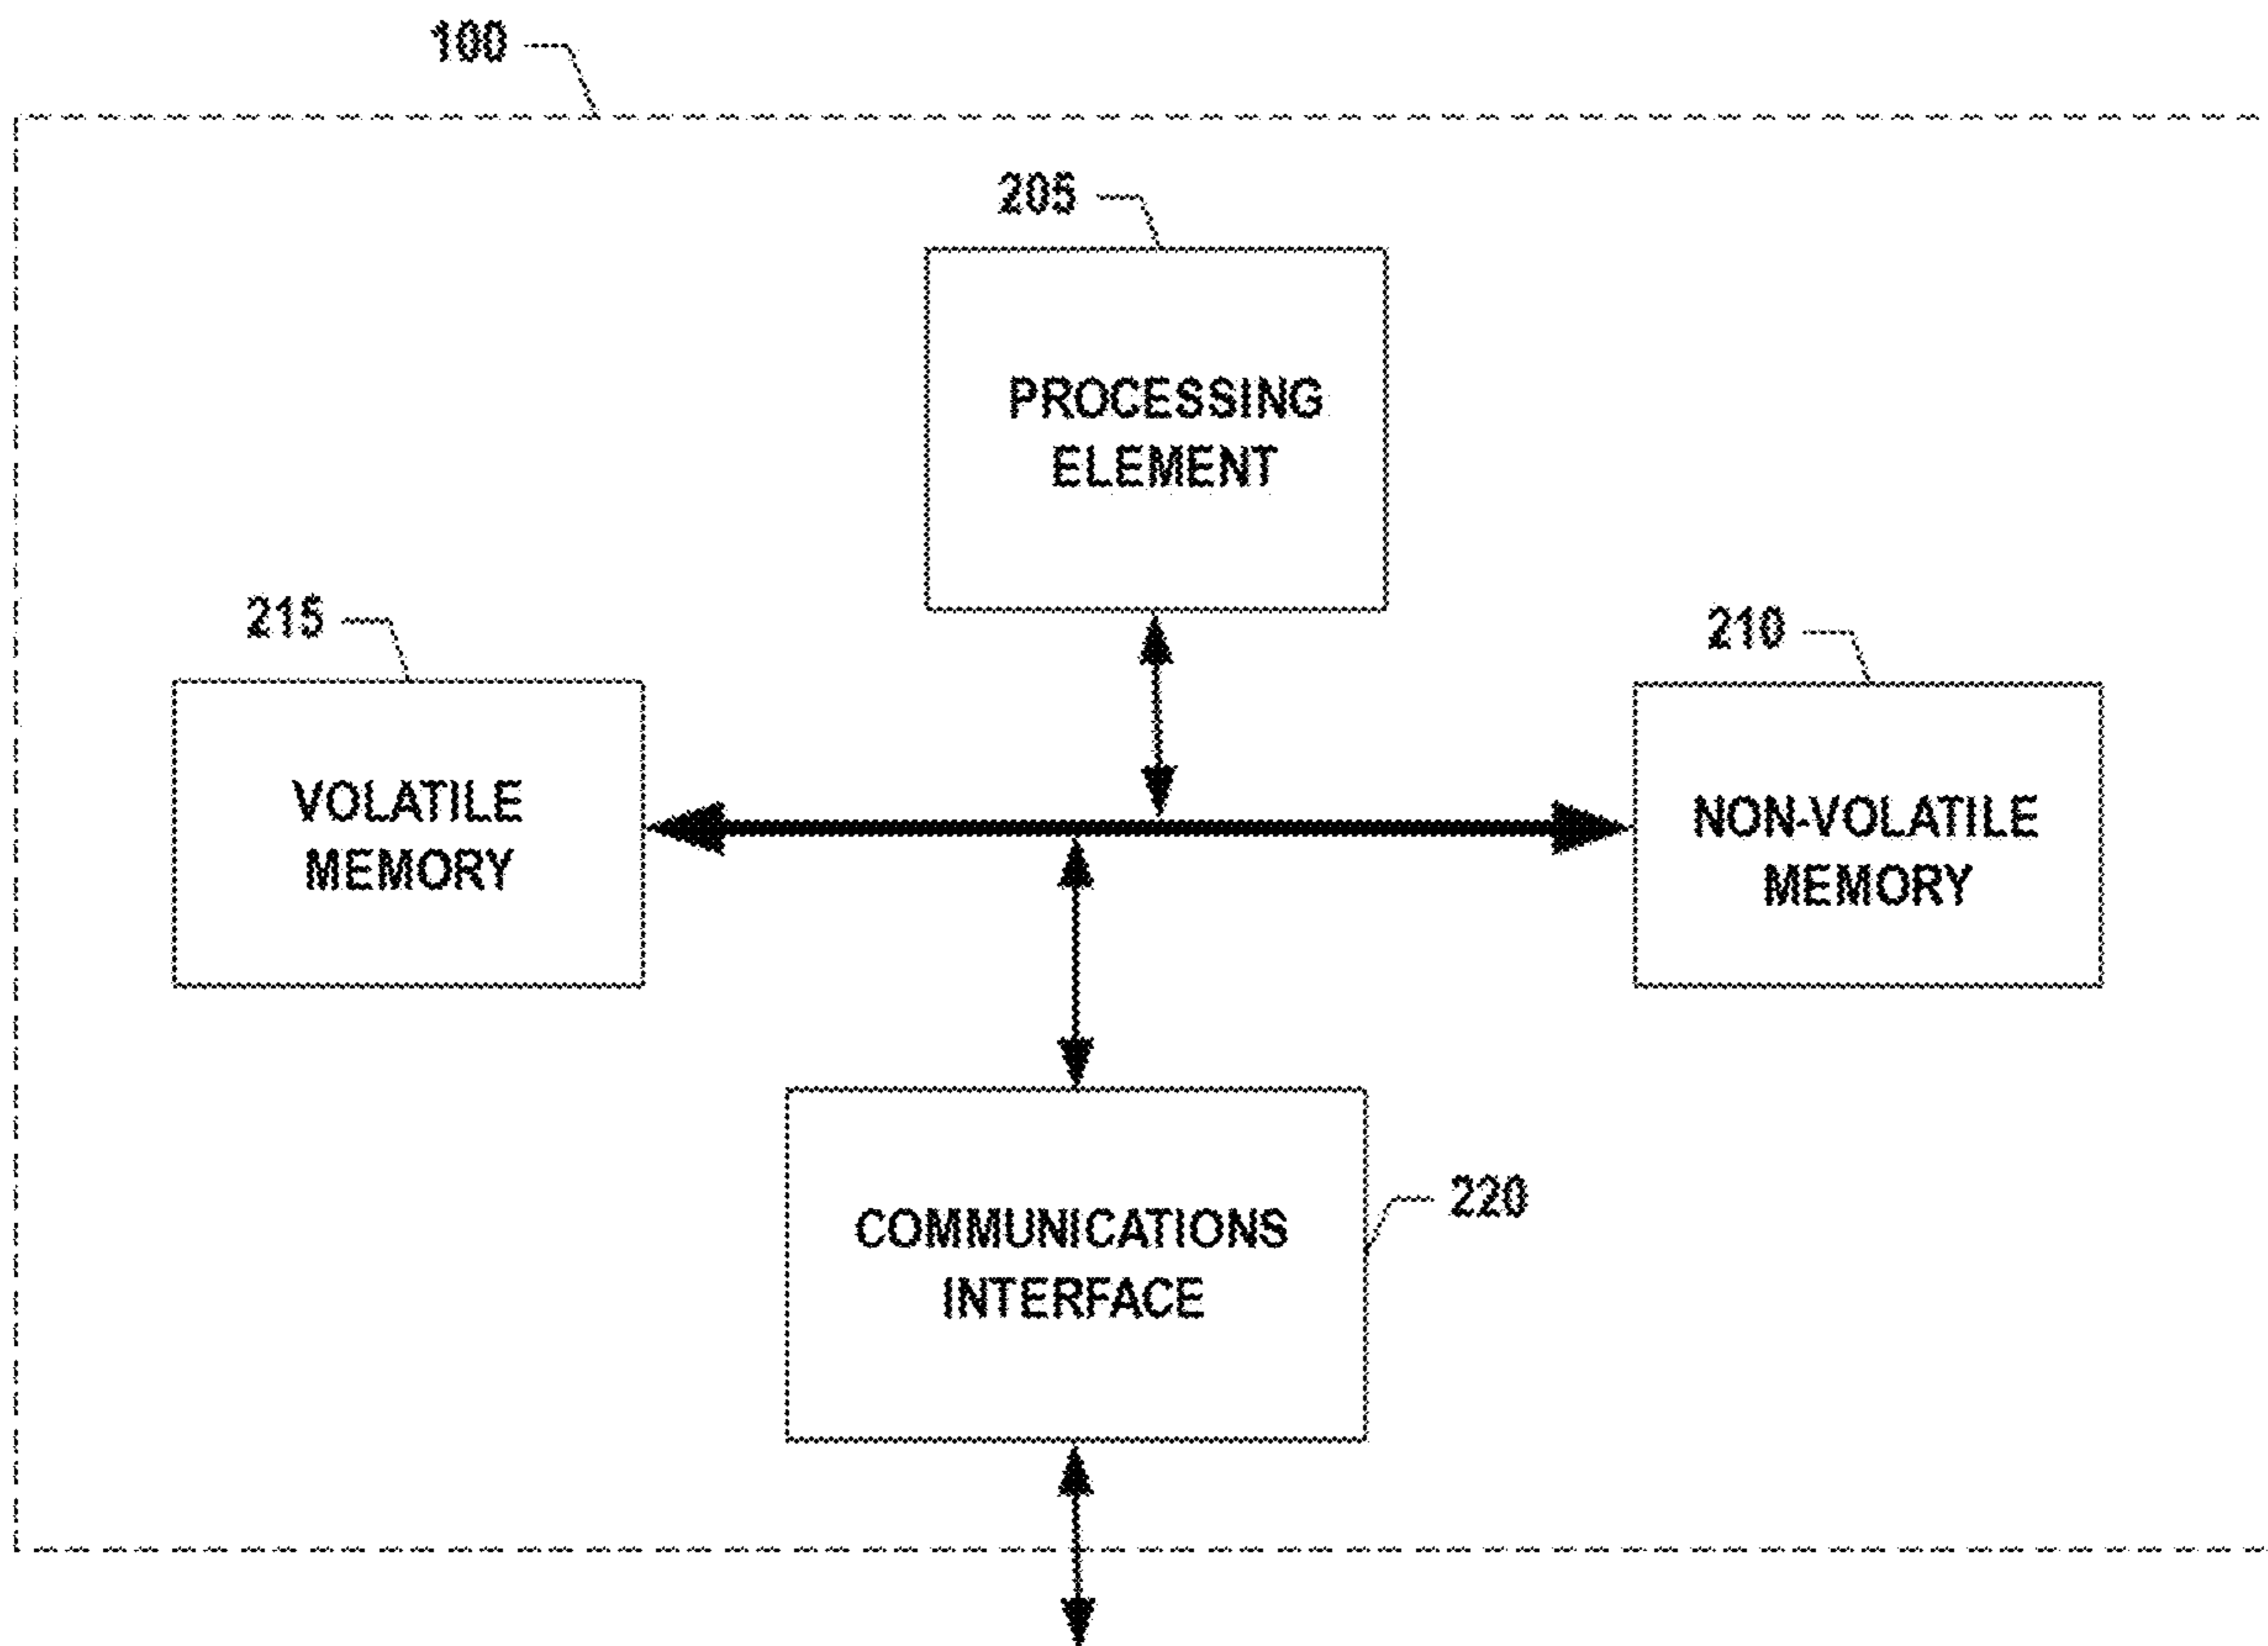 100
205
PROCESSING
ELEMENT
215
210
VOLATILE
MEMORY
NON-VOLATILE
MEMORY
220
COMMUNICATIONS
INTERFACE